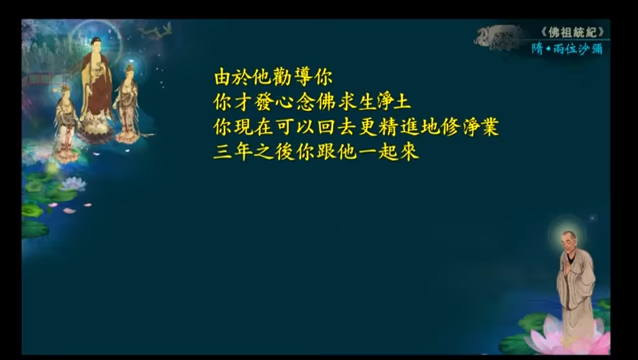 《佛祖統紀》
隋·兩位沙彌
由於他勸導你
你才發心念佛求生淨土
你現在可以回去更精進地修淨業
三年之後你跟他一起來